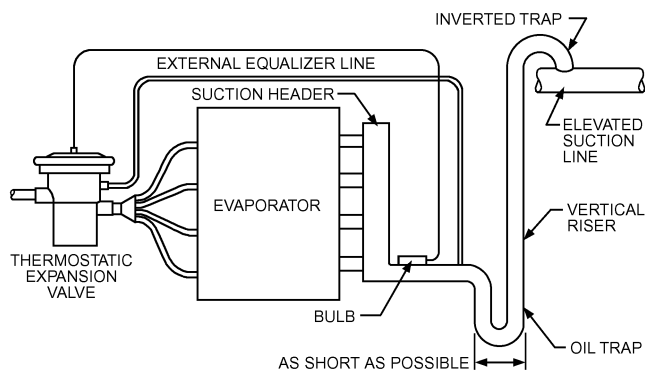 INVERTED TRAP
EXTERNAL EQUALIZER LINE
SUCTION HEADER
ELEVATED
SUCTION
LINE
EVAPORATOR
VERTICAL
RISER
THERMOSTATIC
EXPANSION
VALVE
BULB
OIL TRAP
AS SHORT AS POSSIBLE